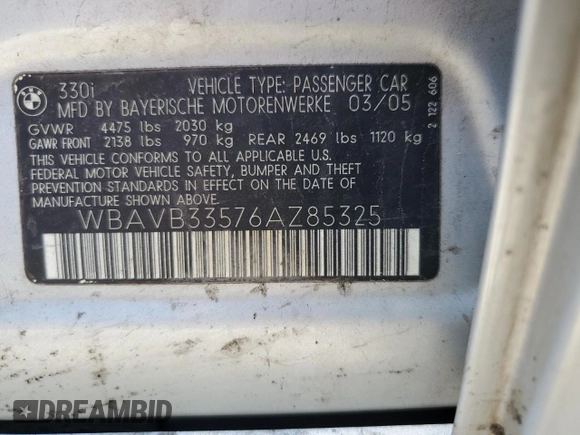 BMW
330i VEHICLE TYPE: PASSENGER CAR
MFD BY BAYERISCHE MOTORENWERKE 03/05
GVWR 4475 lbs 2030 kg
GAWR FRONT 2138 lbs 970 kg REAR 2469 lbs 1120 kg
THIS VEHICLE CONFORMS TO ALL APPLICABLE U.S.
FEDERAL MOTOR VEHICLE SAFETY, BUMPER AND THEFT
PREVENTION STANDARDS IN EFFECT ON THE DATE OF
MANUFACTURE SHOWN ABOVE.
WBAVB33576AZ85325
2 122 606
DREAMBID